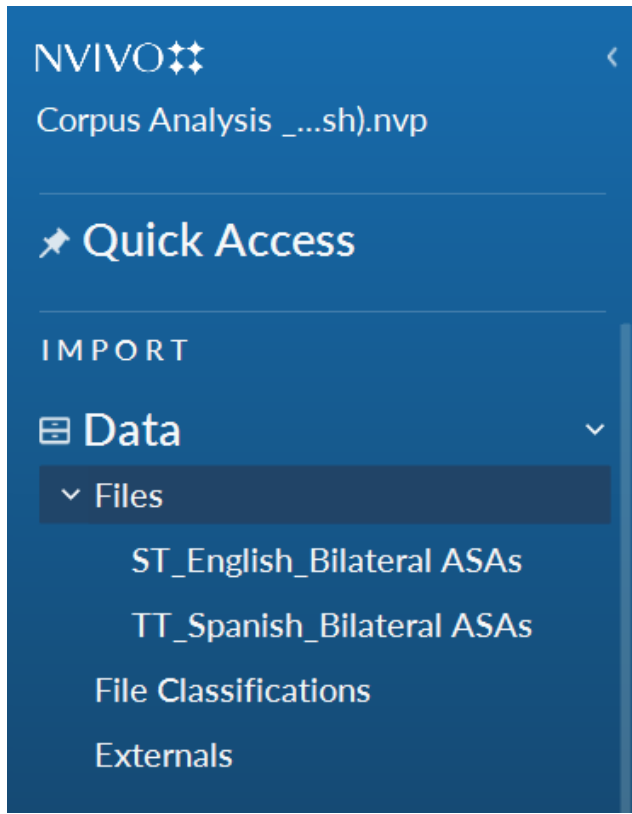 NVIVO
Corpus Analysis _...sh).nvp
Quick Access
IMPORT
Data
Files
ST_English_Bilateral ASAs
TT_Spanish_Bilateral ASAs
File Classifications
Externals